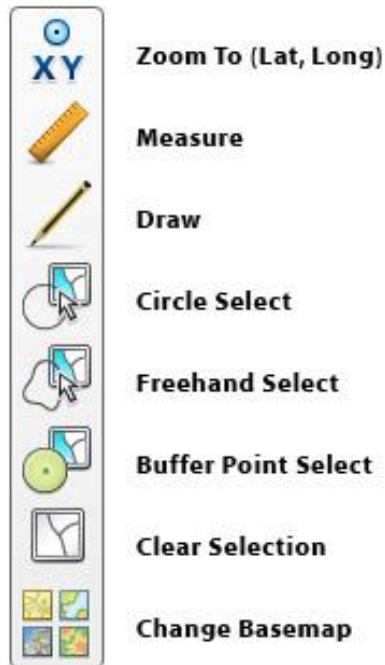 XY
Zoom To (Lat, Long)
Measure
Draw
Circle Select
Freehand Select
Buffer Point Select
Clear Selection
Change Basemap